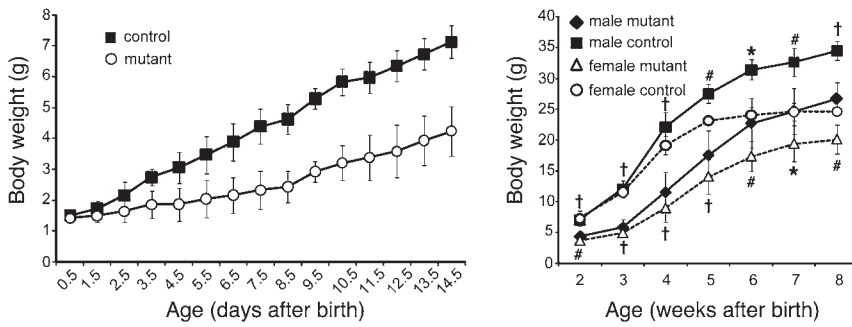 control
mutant
Body weight (g)
8
7
6
5
4
3
2
1
0
0.5 1.5 2.5 3.5 4.5 5.5 6.5 7.5 8.5 9.5 10.5 11.5 12.5 13.5 14.5
Age (days after birth)
male mutant
male control
female mutant
female control
Body weight (g)
40
35
30
25
20
15
10
5
0
† † † # * # †
# † † † # * #
2 3 4 5 6 7 8
Age (weeks after birth)